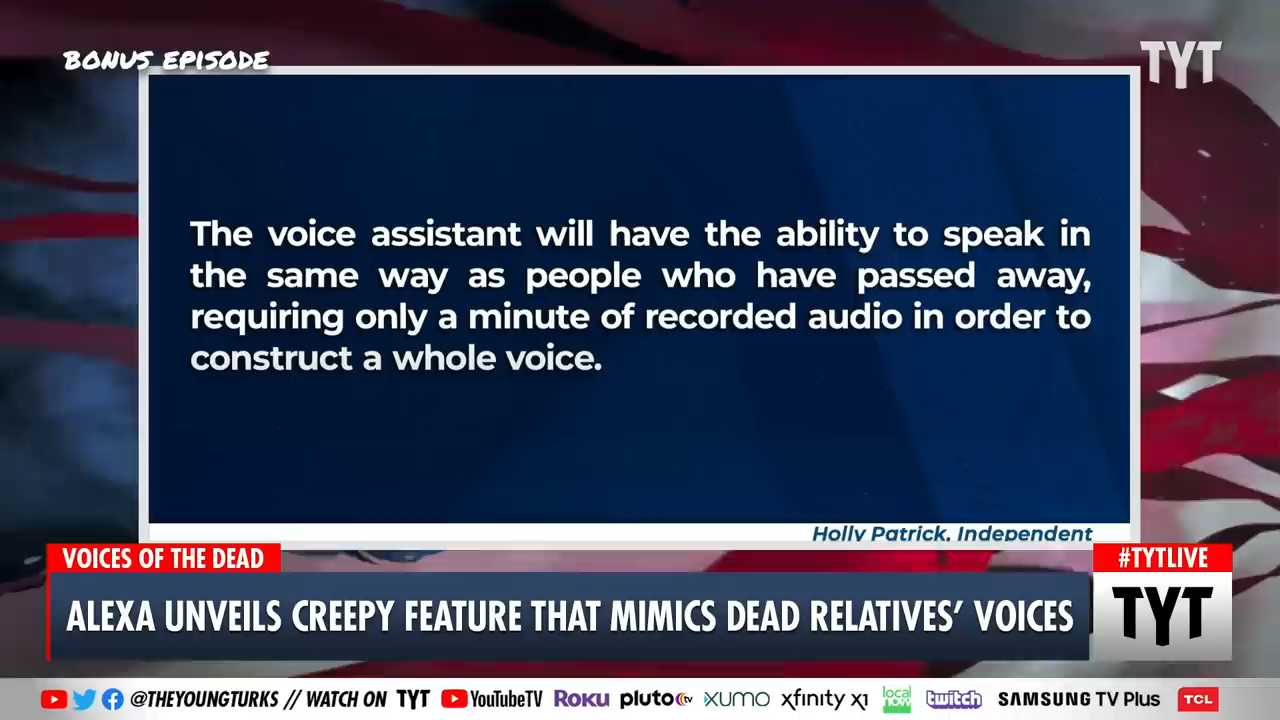 BONUS EPISODE
TYT
The voice assistant will have the ability to speak in
the same way as people who have passed away,
requiring only a minute of recorded audio in order to
construct a whole voice.
Holly Patrick, Independent
VOICES OF THE DEAD
#TYTLIVE
ALEXA UNVEILS CREEPY FEATURE THAT MIMICS DEAD RELATIVES’ VOICES
TYT
@THEYOUNGTURKS // WATCH ON TYT YouTubeTV ROKU pluto tv XUMO xfinity x1 local now twitch SAMSUNG TV Plus TCL